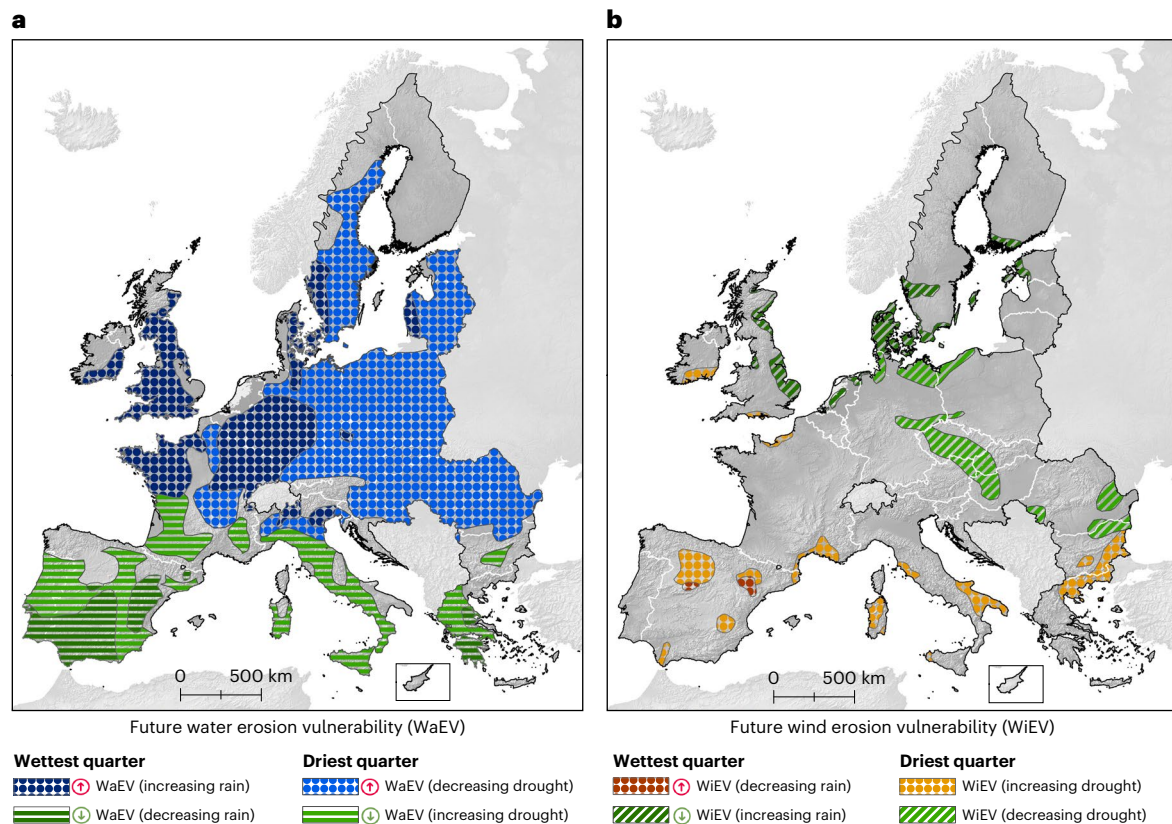 a
b
0 500 km
0 500 km
Future water erosion vulnerability (WaEV)
Future wind erosion vulnerability (WiEV)
Wettest quarter
Driest quarter
WaEV (increasing rain)
WaEV (decreasing drought)
WaEV (decreasing rain)
WaEV (increasing drought)
Wettest quarter
Driest quarter
WiEV (decreasing rain)
WiEV (increasing drought)
WiEV (increasing rain)
WiEV (decreasing drought)